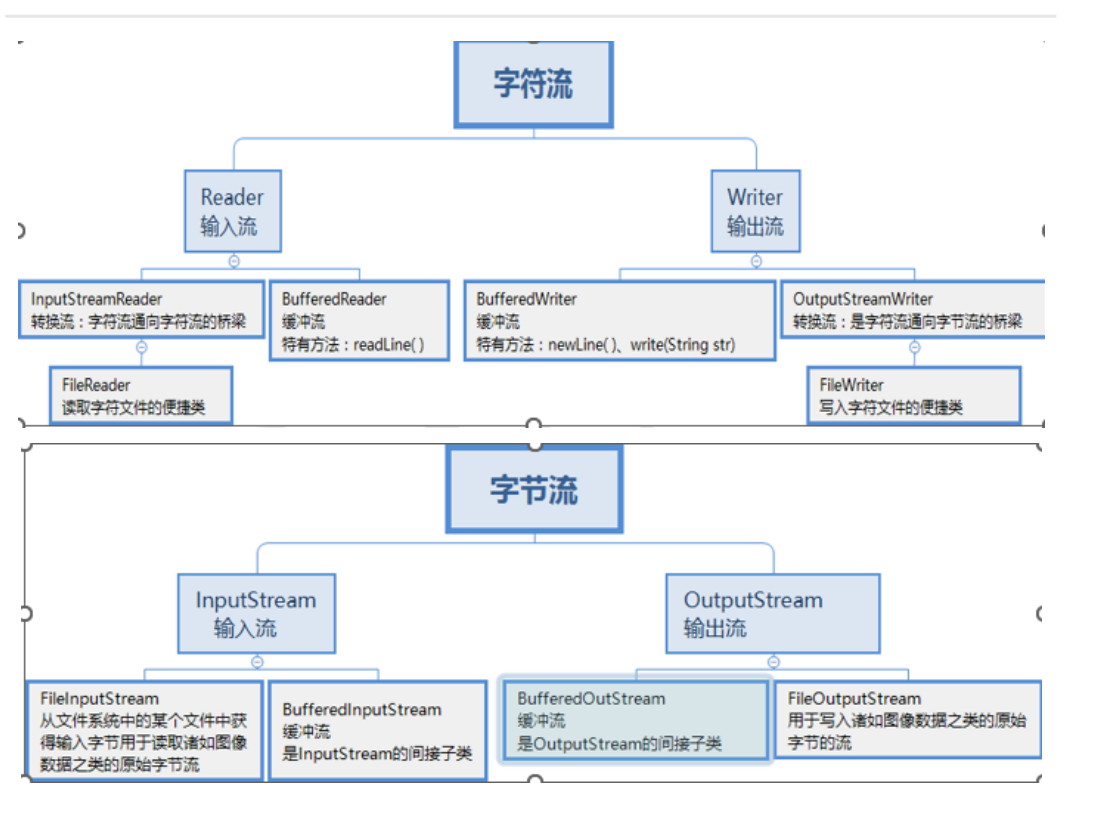 字符流
Reader
输入流
Writer
输出流
InputStreamReader
转换流：字符流通向字符流的桥梁
BufferedReader
缓冲流
特有方法：readLine( )
BufferedWriter
缓冲流
特有方法：newLine( )、write(String str)
OutputStreamWriter
转换流：是字符流通向字节流的桥梁
FileReader
读取字符文件的便捷类
FileWriter
写入字符文件的便捷类
字节流
InputStream
输入流
OutputStream
输出流
FileInputStream
从文件系统中的某个文件中获
得输入字节用于读取诸如图像
数据之类的原始字节流
BufferedInputStream
缓冲流
是InputStream的间接子类
BufferedOutStream
缓冲流
是OutputStream的间接子类
FileOutputStream
用于写入诸如图像数据之类的原始
字节的流